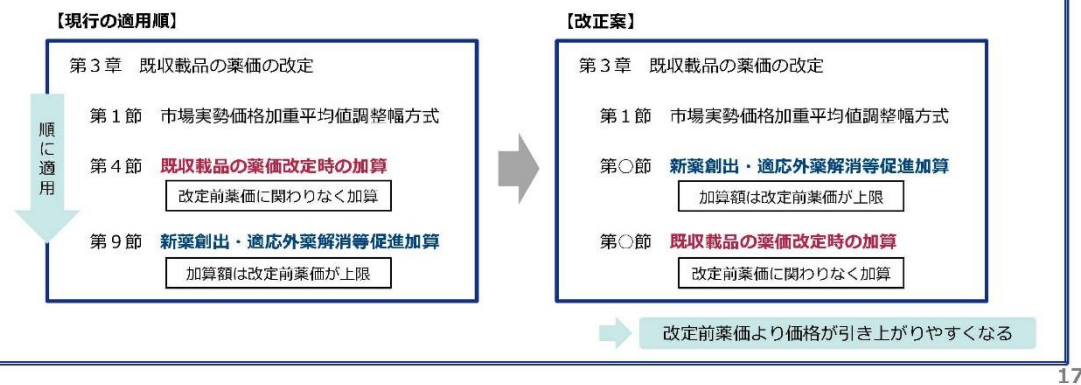 【現行の適用順】
第3章 既収載品の薬価の改定
順に適用
第1節 市場実勢価格加重平均値調整幅方式
第4節 既収載品の薬価改定時の加算
改定前薬価に関わりなく加算
第9節 新薬創出・適応外薬解消等促進加算
加算額は改定前薬価が上限
【改正案】
第3章 既収載品の薬価の改定
第1節 市場実勢価格加重平均値調整幅方式
第○節 新薬創出・適応外薬解消等促進加算
加算額は改定前薬価が上限
第○節 既収載品の薬価改定時の加算
改定前薬価に関わりなく加算
改定前薬価より価格が引き上がりやすくなる
17